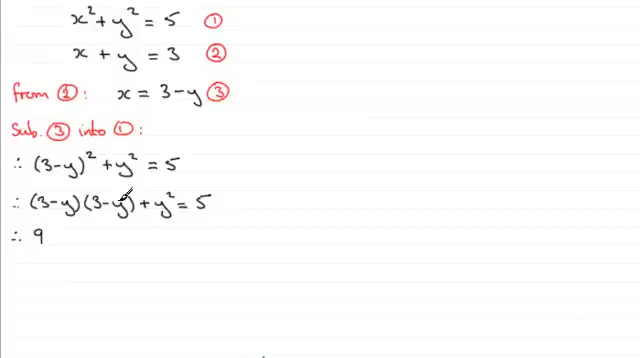 x² + y² = 5 ①
x + y = 3 ②
from ②: x = 3 - y ③
Sub. ③ into ①:
∴ (3-y)² + y² = 5
∴ (3-y)(3-y) + y² = 5
∴ 9